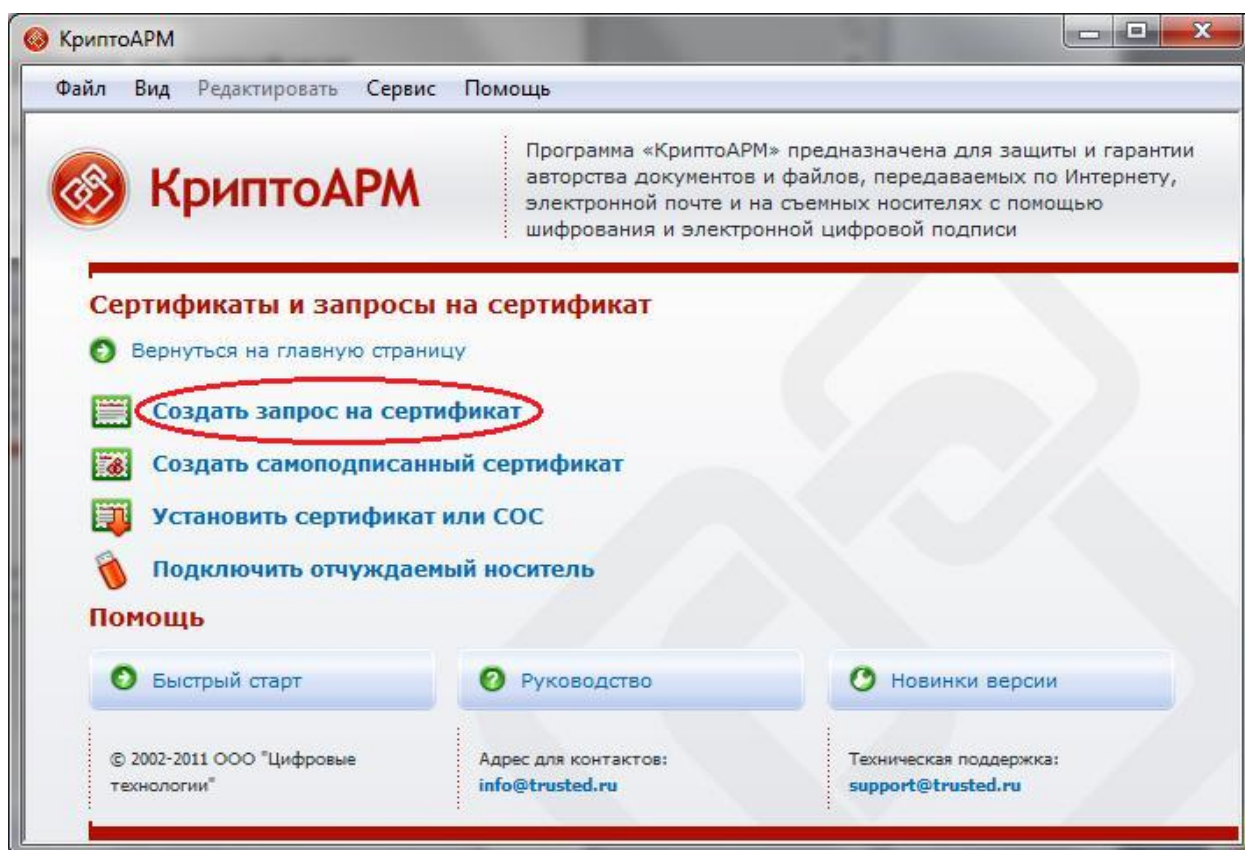 КриптоАРМ
Файл Вид Редактировать Сервис Помощь
КриптоАРМ
Программа «КриптоАРМ» предназначена для защиты и гарантии
авторства документов и файлов, передаваемых по Интернету,
электронной почте и на съемных носителях с помощью
шифрования и электронной цифровой подписи
Сертификаты и запросы на сертификат
Вернуться на главную страницу
Создать запрос на сертификат
Создать самоподписанный сертификат
Установить сертификат или СОС
Подключить отчуждаемый носитель
Помощь
Быстрый старт
Руководство
Новинки версии
© 2002-2011 ООО "Цифровые
технологии"
Адрес для контактов:
info@trusted.ru
Техническая поддержка:
support@trusted.ru